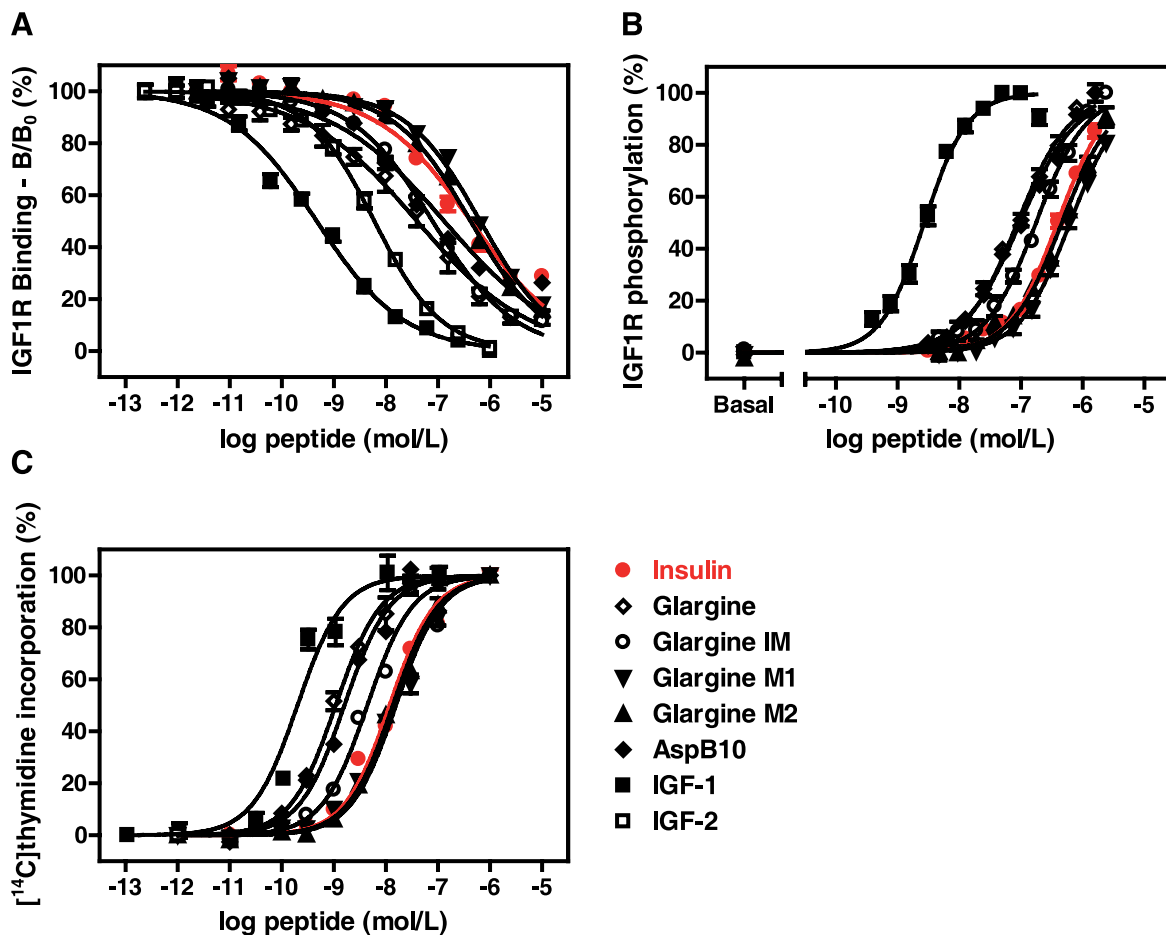 A
IGF1R Binding - B/B₀ (%)
100
80
60
40
20
0
-13 -12 -11 -10 -9 -8 -7 -6 -5
log peptide (mol/L)
B
IGF1R phosphorylation (%)
100
80
60
40
20
0
Basal -10 -9 -8 -7 -6 -5
log peptide (mol/L)
C
[¹⁴C]thymidine incorporation (%)
100
80
60
40
20
0
-13 -12 -11 -10 -9 -8 -7 -6 -5
log peptide (mol/L)
Insulin
Glargine
Glargine IM
Glargine M1
Glargine M2
AspB10
IGF-1
IGF-2